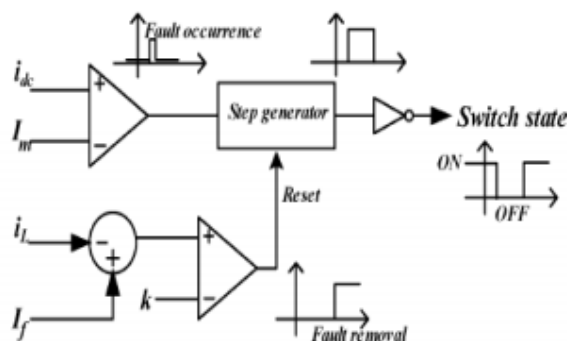 Fault occurrence
i_dc
+
I_m
−
Step generator
Switch state
ON
OFF
Reset
i_L
−
+
+
k
−
I_f
Fault removal